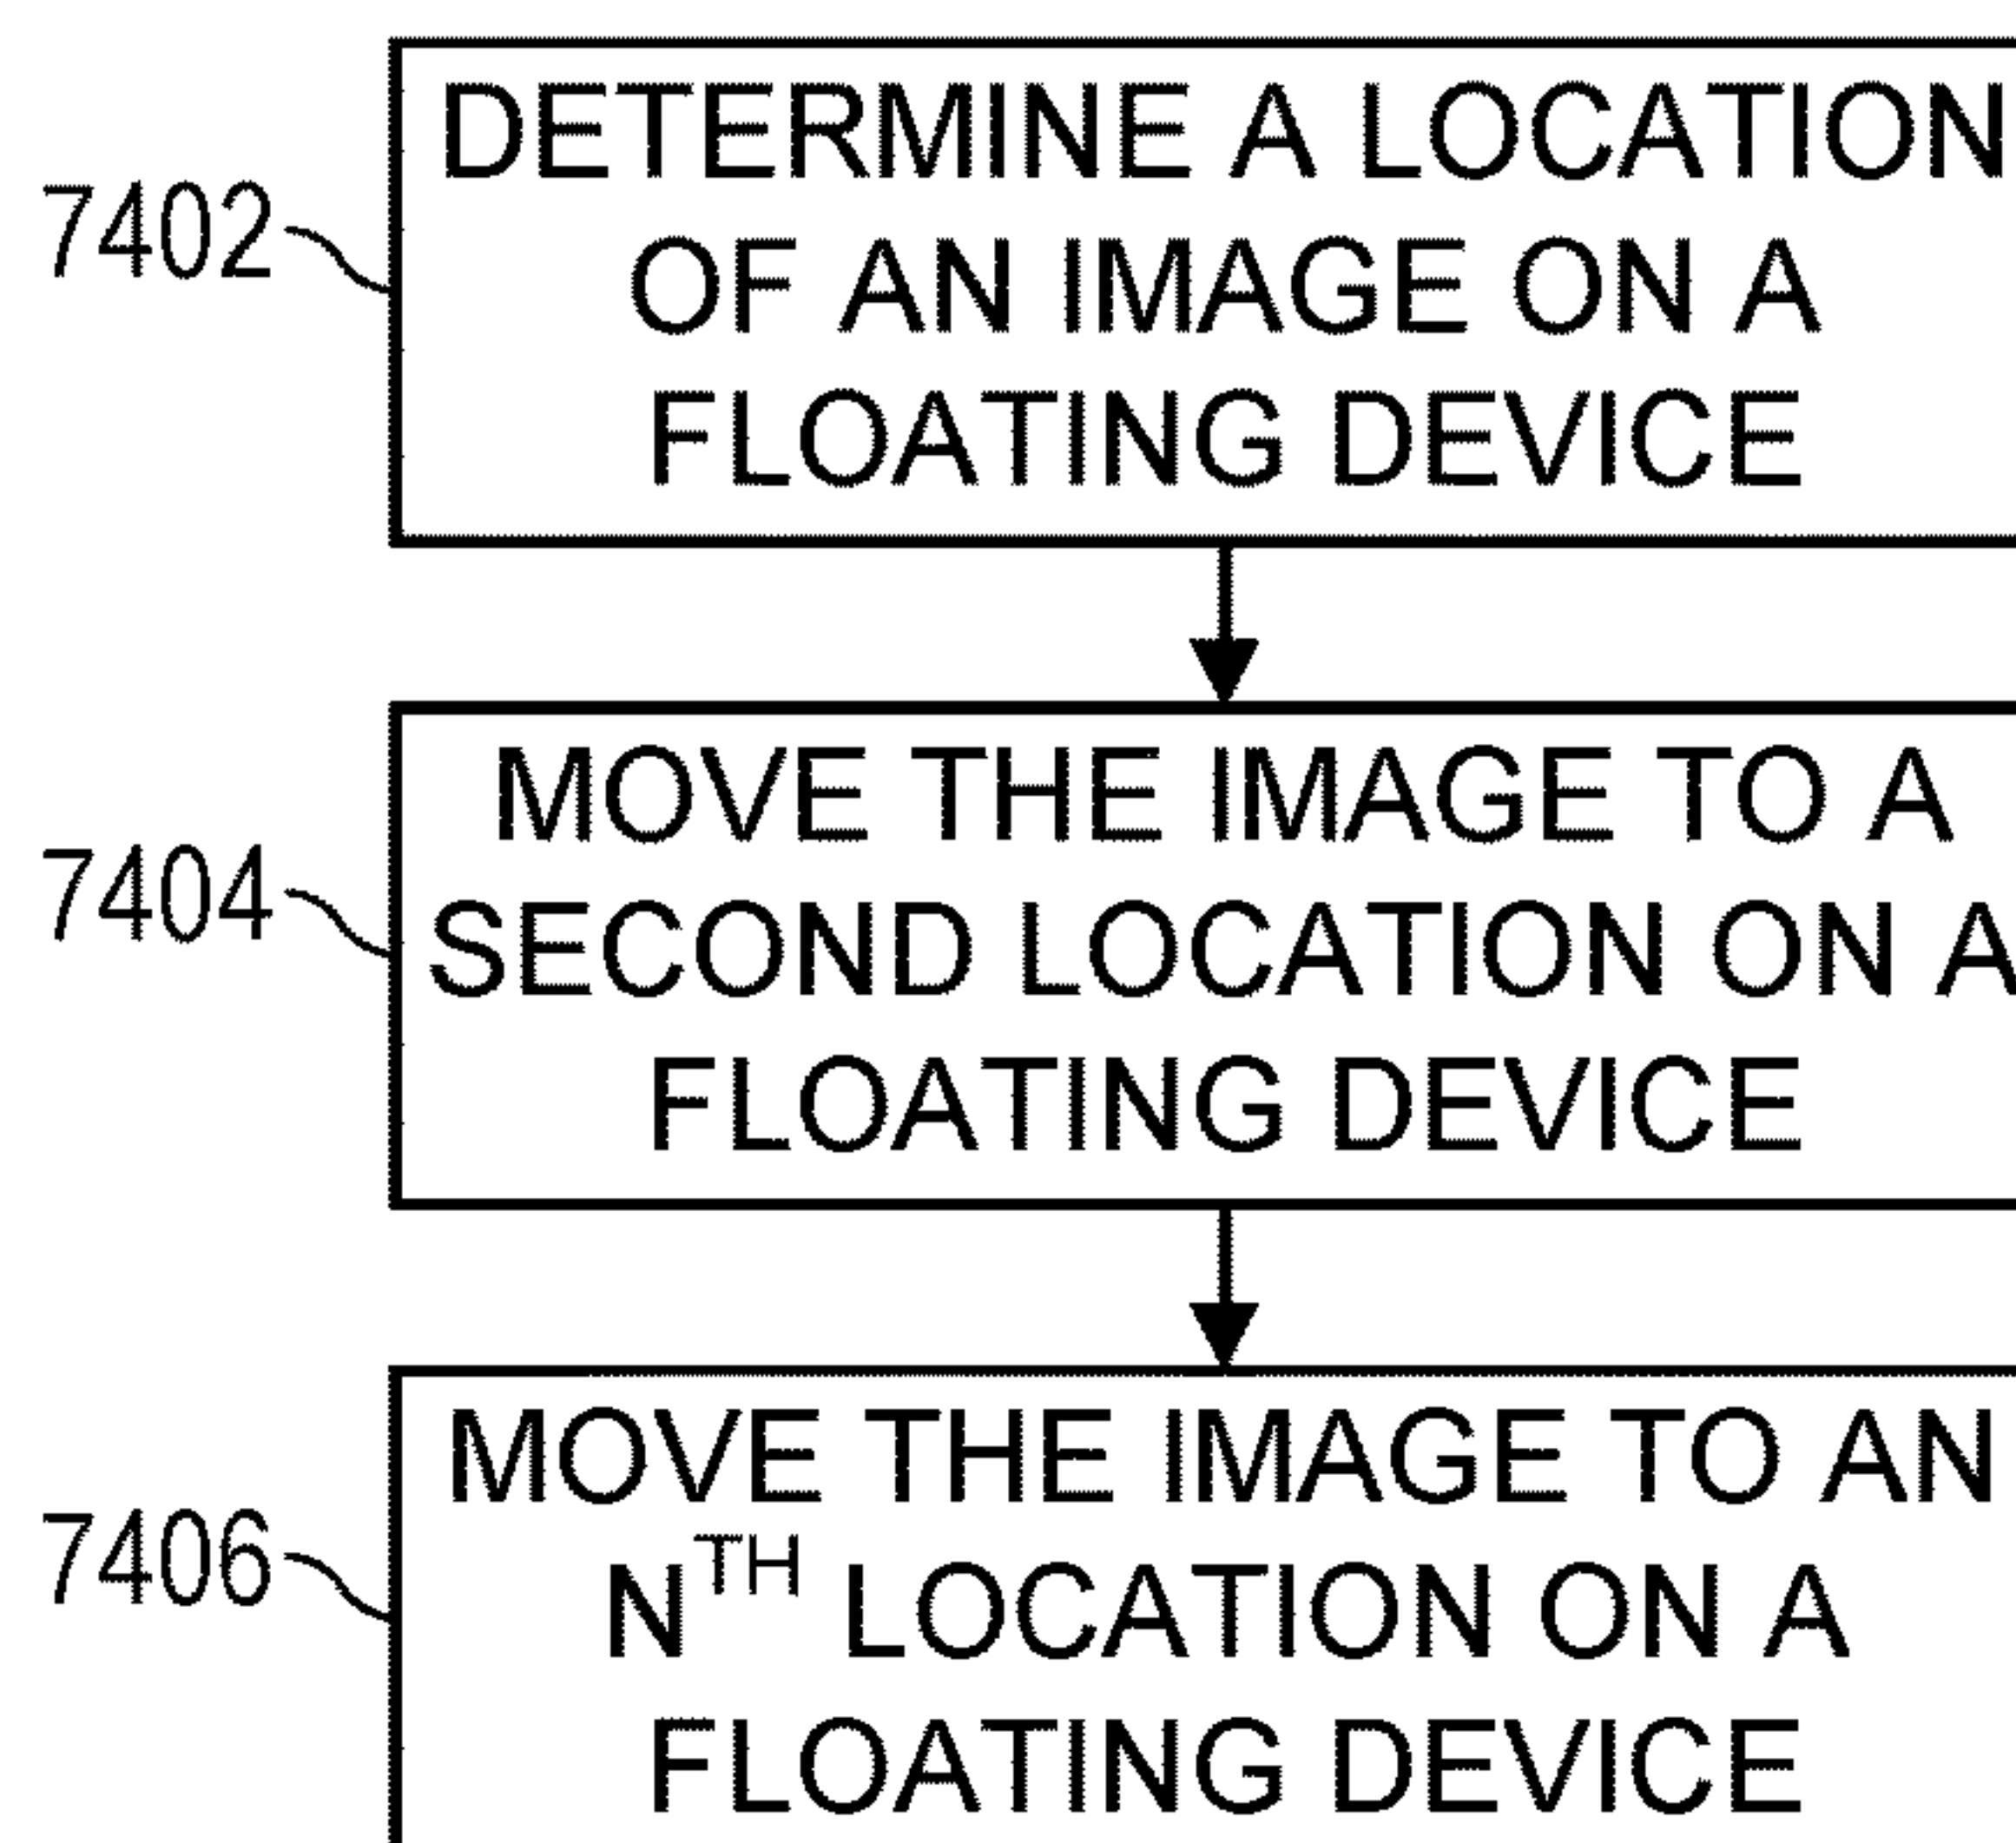 DETERMINE A LOCATION
7402
OF AN IMAGE ON A
FLOATING DEVICE
MOVE THE IMAGE TO A
7404
SECOND LOCATION ON A
FLOATING DEVICE
MOVE THE IMAGE TO AN
7406
NTH LOCATION ON A
FLOATING DEVICE